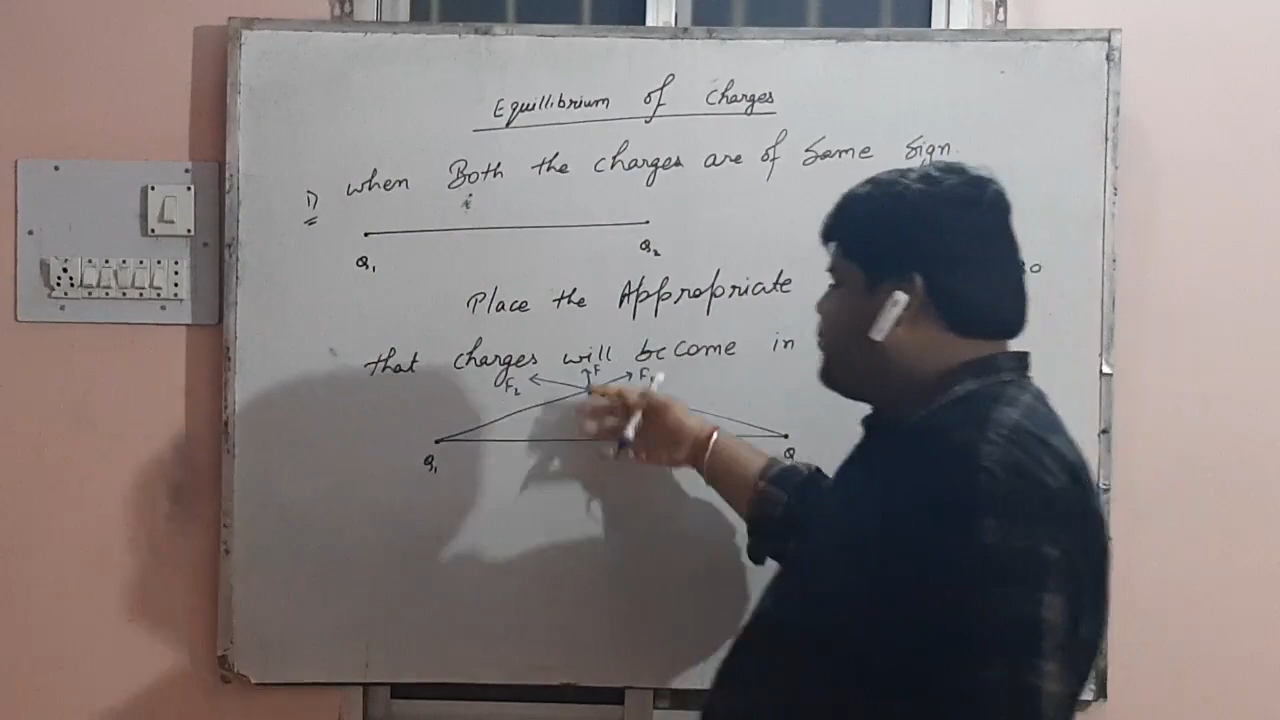 Equillibrium of charges
1) when Both the charges are of Same Sign.
Q1 Q2
Place the Appropriate
that charges will become in
F2 F F1
Q1 Q